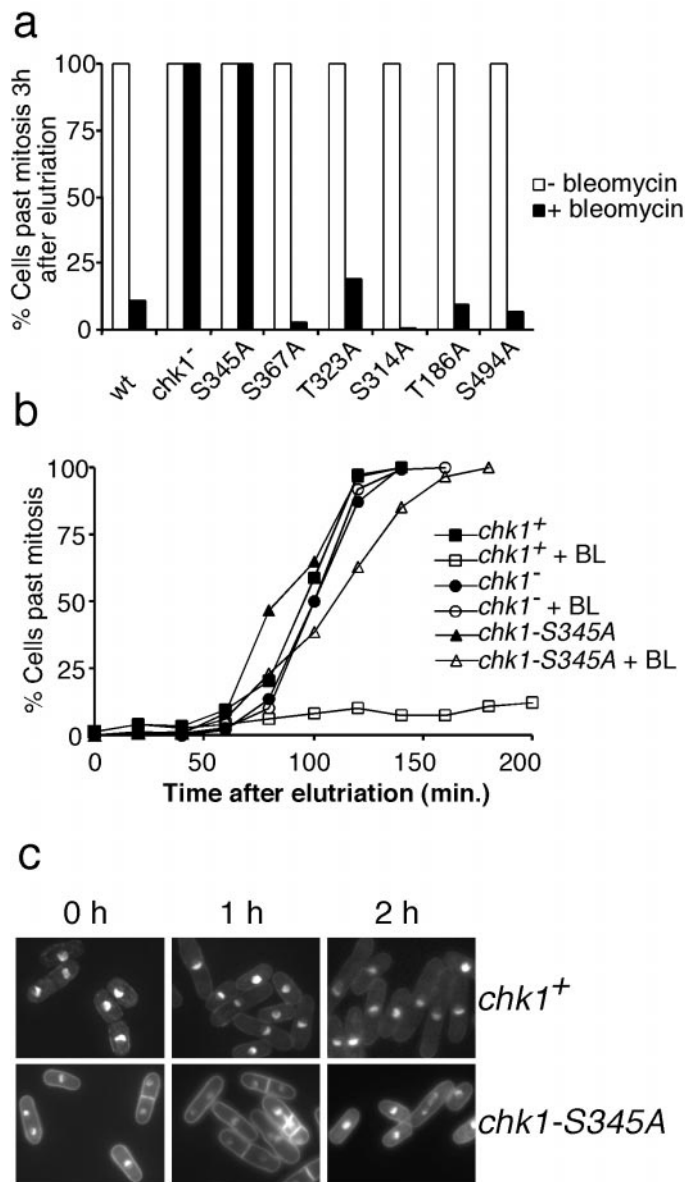 a
% Cells past mitosis 3h
after elutriation
100
75
50
25
0
wt
chk1-
S345A
S367A
T323A
S314A
T186A
S494A
- bleomycin
+ bleomycin
b
% Cells past mitosis
100
75
50
25
0
0
50
100
150
200
Time after elutriation (min.)
chk1+
chk1+ + BL
chk1-
chk1- + BL
chk1-S345A
chk1-S345A + BL
c
0 h 1 h 2 h
chk1+
chk1-S345A